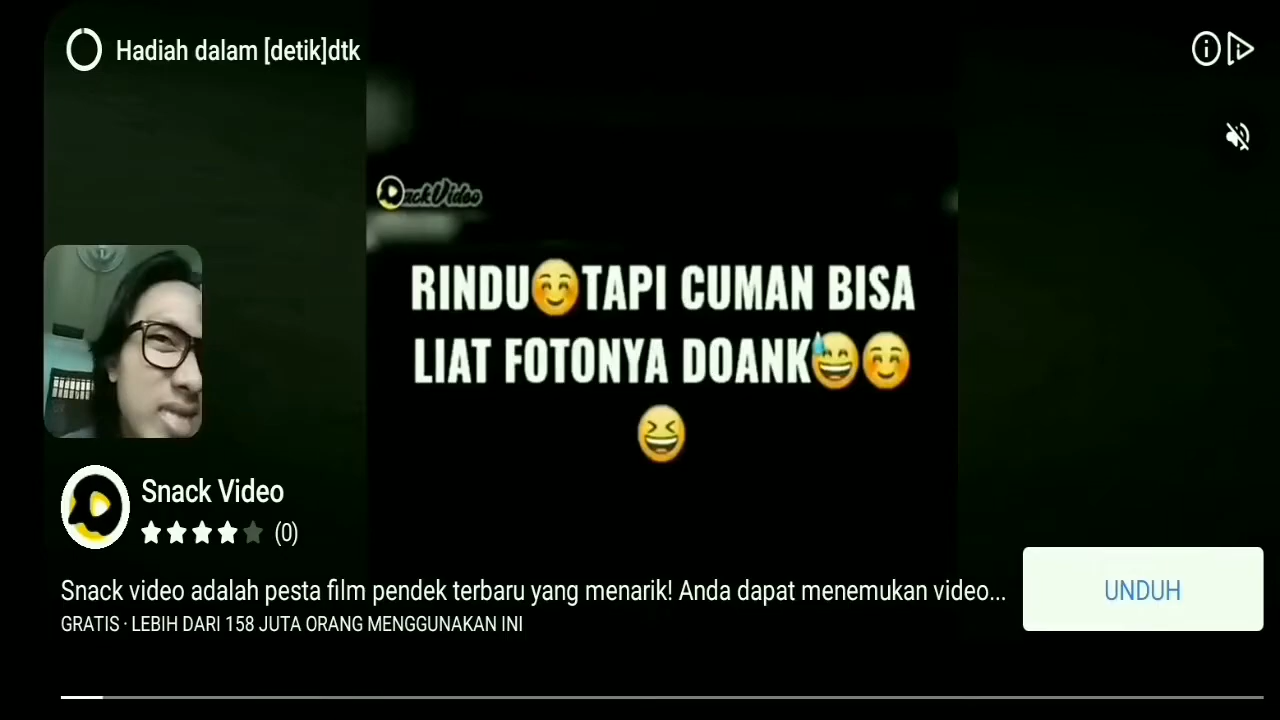 Hadiah dalam [detik]dtk
RINDU☺️TAPI CUMAN BISA
LIAT FOTONYA DOANK😅☺️
😆
Snack Video
(0)
Snack video adalah pesta film pendek terbaru yang menarik! Anda dapat menemukan video...
GRATIS · LEBIH DARI 158 JUTA ORANG MENGGUNAKAN INI
UNDUH